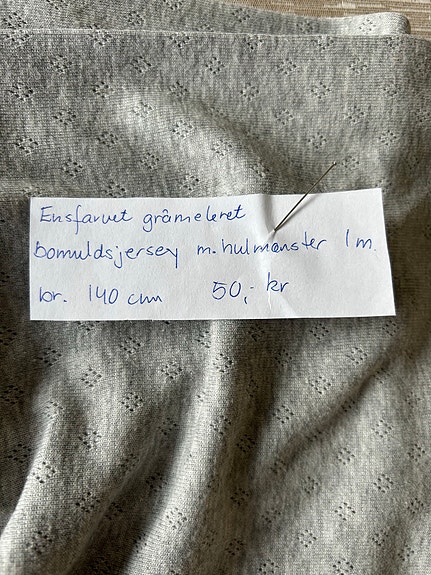 Ensfarvet gråmeleret
bomuldsjersey m. hulmønster 1 m.
br. 140 cm 50,- kr